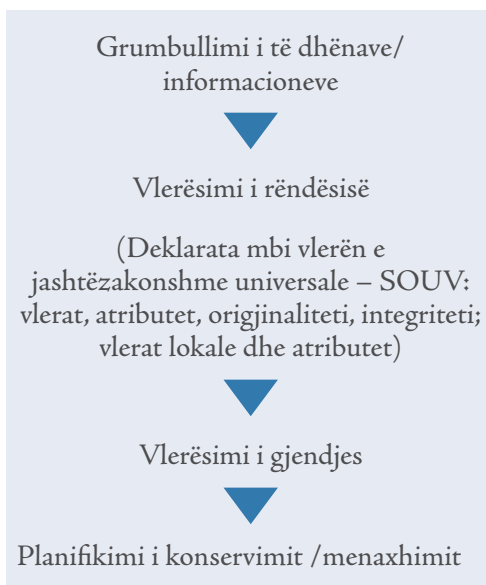 Grumbullimi i të dhënave/
informacioneve
Vlerësimi i rëndësisë
(Deklarata mbi vlerën e
jashtëzakonshme universale – SOUV:
vlerat, atributet, origjinaliteti, integriteti;
vlerat lokale dhe atributet)
Vlerësimi i gjendjes
Planifikimi i konservimit /menaxhimit